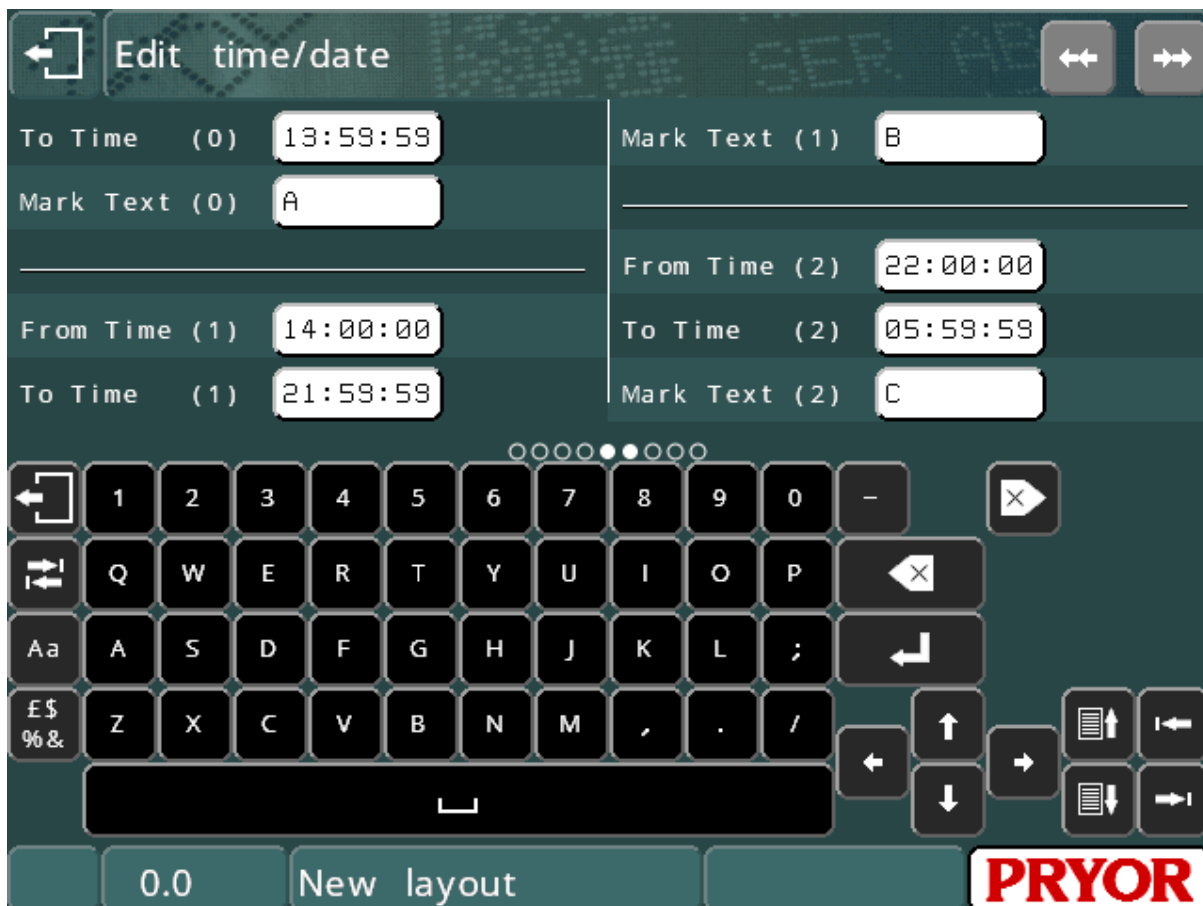 Edit time/date
To Time (0) 13:59:59
Mark Text (0) A
From Time (1) 14:00:00
To Time (1) 21:59:59
Mark Text (1) B
From Time (2) 22:00:00
To Time (2) 05:59:59
Mark Text (2) C
1 2 3 4 5 6 7 8 9 0 -
Q W E R T Y U I O P
Aa A S D F G H J K L ;
£$
%& Z X C V B N M , . /
0.0 New layout PRYOR